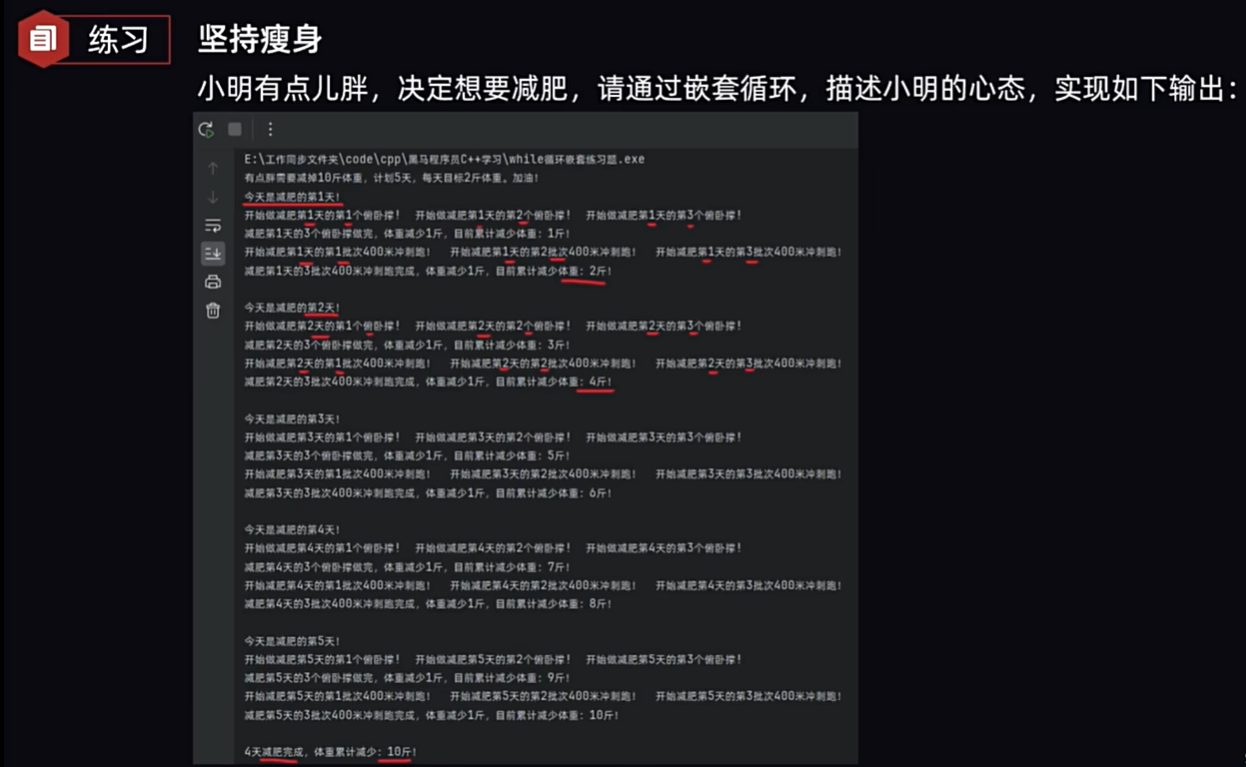 练习 坚持瘦身
小明有点儿胖，决定想要减肥，请通过嵌套循环，描述小明的心态，实现如下输出：
E:\工作同步文件夹\code\cpp\黑马程序员C++学习\while循环嵌套练习题.exe
有点胖需要减掉10斤体重，计划5天，每天目标2斤体重。加油！
今天是减肥的第1天！
开始做减肥第1天的第1个俯卧撑！ 开始做减肥第1天的第2个俯卧撑！ 开始做减肥第1天的第3个俯卧撑！
减肥第1天的3个俯卧撑做完，体重减少1斤，目前累计减少体重：1斤！
开始减肥第1天的第1批次400米冲刺跑！ 开始减肥第1天的第2批次400米冲刺跑！ 开始减肥第1天的第3批次400米冲刺跑！
减肥第1天的3批次400米冲刺跑完成，体重减少1斤，目前累计减少体重：2斤！
今天是减肥的第2天！
开始做减肥第2天的第1个俯卧撑！ 开始做减肥第2天的第2个俯卧撑！ 开始做减肥第2天的第3个俯卧撑！
减肥第2天的3个俯卧撑做完，体重减少1斤，目前累计减少体重：3斤！
开始减肥第2天的第1批次400米冲刺跑！ 开始减肥第2天的第2批次400米冲刺跑！ 开始减肥第2天的第3批次400米冲刺跑！
减肥第2天的3批次400米冲刺跑完成，体重减少1斤，目前累计减少体重：4斤！
今天是减肥的第3天！
开始做减肥第3天的第1个俯卧撑！ 开始做减肥第3天的第2个俯卧撑！ 开始做减肥第3天的第3个俯卧撑！
减肥第3天的3个俯卧撑做完，体重减少1斤，目前累计减少体重：5斤！
开始减肥第3天的第1批次400米冲刺跑！ 开始减肥第3天的第2批次400米冲刺跑！ 开始减肥第3天的第3批次400米冲刺跑！
减肥第3天的3批次400米冲刺跑完成，体重减少1斤，目前累计减少体重：6斤！
今天是减肥的第4天！
开始做减肥第4天的第1个俯卧撑！ 开始做减肥第4天的第2个俯卧撑！ 开始做减肥第4天的第3个俯卧撑！
减肥第4天的3个俯卧撑做完，体重减少1斤，目前累计减少体重：7斤！
开始减肥第4天的第1批次400米冲刺跑！ 开始减肥第4天的第2批次400米冲刺跑！ 开始减肥第4天的第3批次400米冲刺跑！
减肥第4天的3批次400米冲刺跑完成，体重减少1斤，目前累计减少体重：8斤！
今天是减肥的第5天！
开始做减肥第5天的第1个俯卧撑！ 开始做减肥第5天的第2个俯卧撑！ 开始做减肥第5天的第3个俯卧撑！
减肥第5天的3个俯卧撑做完，体重减少1斤，目前累计减少体重：9斤！
开始减肥第5天的第1批次400米冲刺跑！ 开始减肥第5天的第2批次400米冲刺跑！ 开始减肥第5天的第3批次400米冲刺跑！
减肥第5天的3批次400米冲刺跑完成，体重减少1斤，目前累计减少体重：10斤！
4天减肥完成，体重累计减少：10斤！